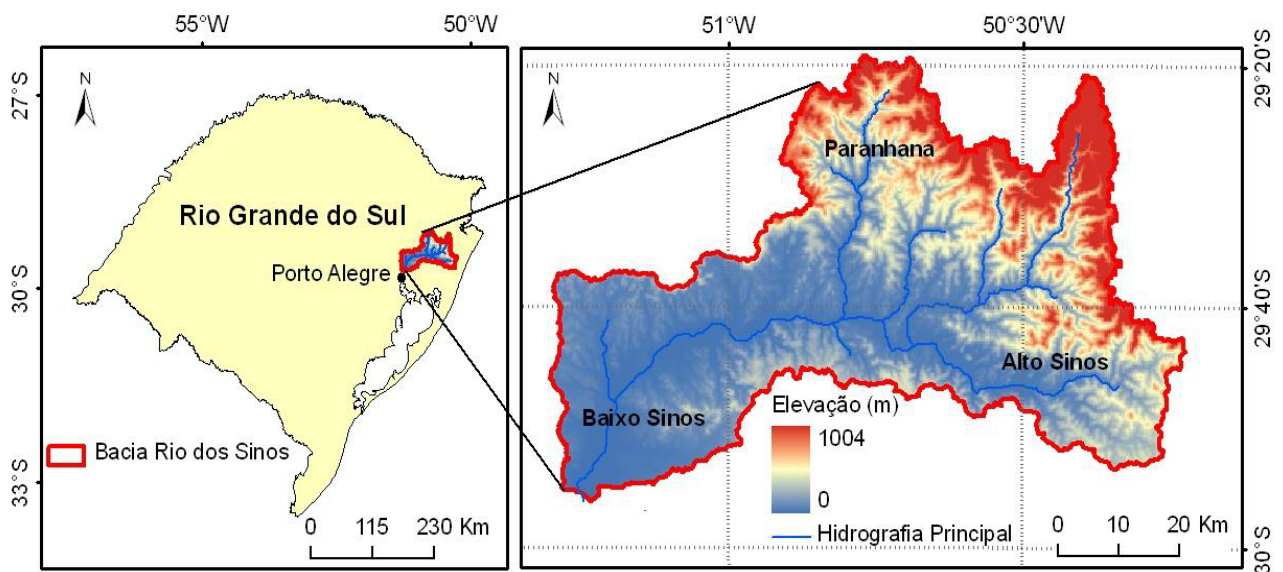 55°W
50°W
27°S
30°S
33°S
N
Rio Grande do Sul
Porto Alegre
Bacia Rio dos Sinos
0 115 230 Km
51°W
50°30'W
29°20'S
29°40'S
30°S
N
Paranhana
Alto Sinos
Baixo Sinos
Elevação (m)
1004
0
Hidrografia Principal
0 10 20 Km